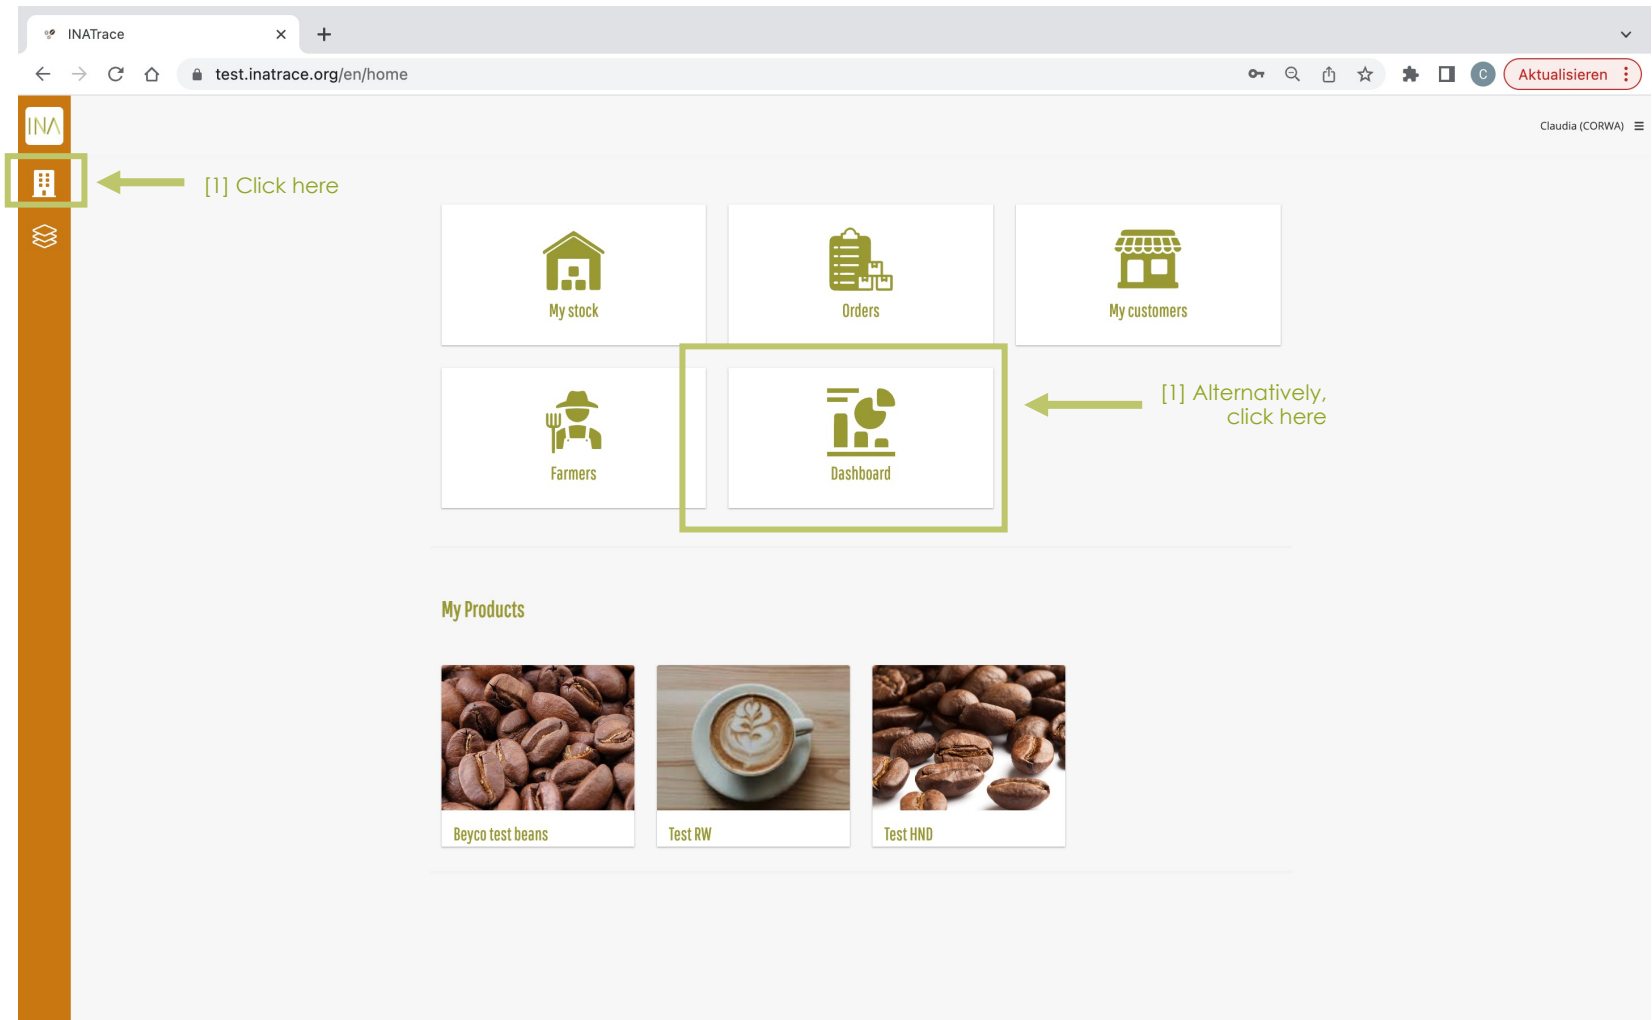 INATrace
test.inatrace.org/en/home
C
Aktualisieren
INA
Claudia (CORWA)
[1] Click here
My stock
Orders
My customers
[1] Alternatively,
click here
Farmers
Dashboard
My Products
Beyco test beans
Test RW
Test HND